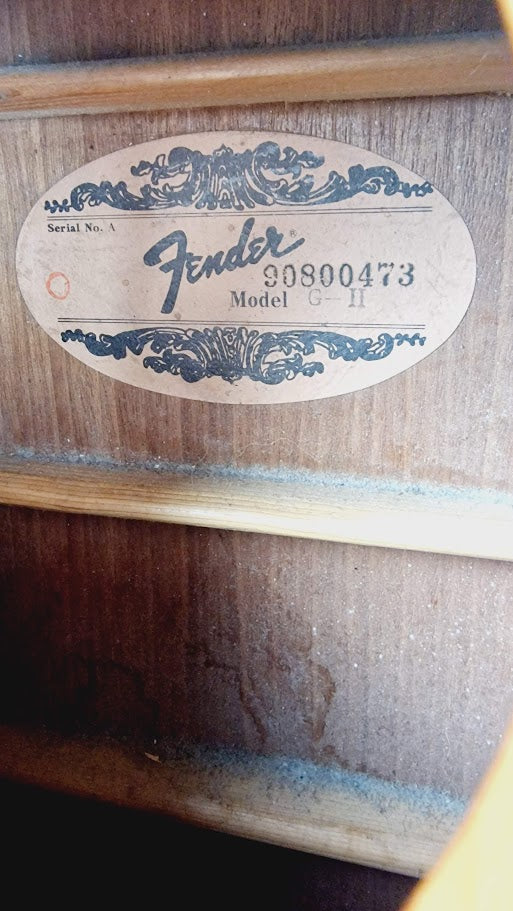 Serial No. A
Fender®
90800473
Model G-II